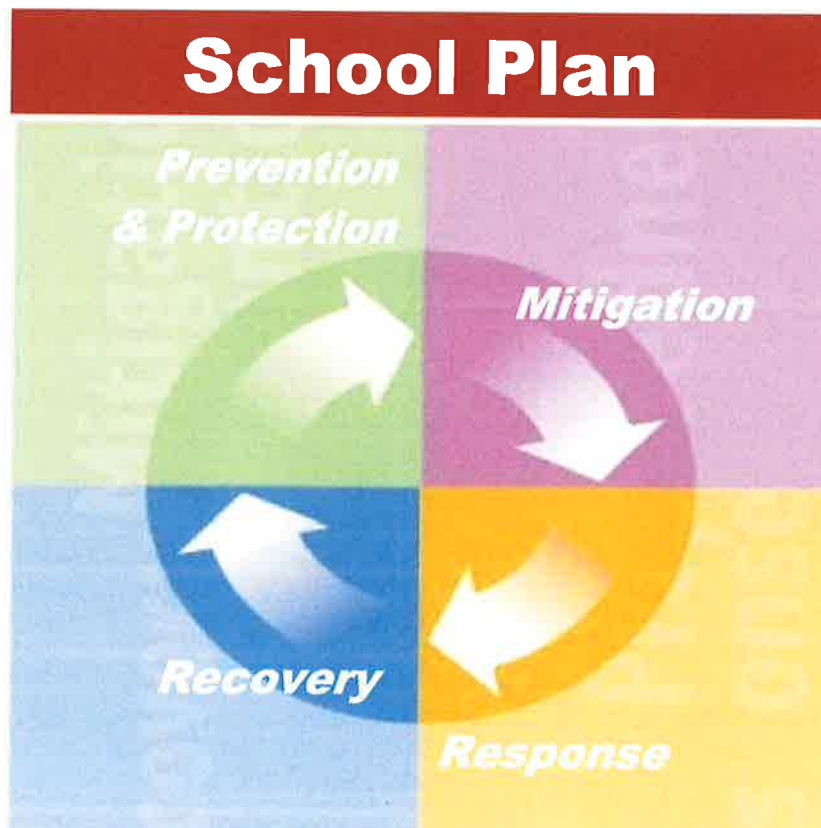 School Plan
Prevention
& Protection
Mitigation
Recovery
Response